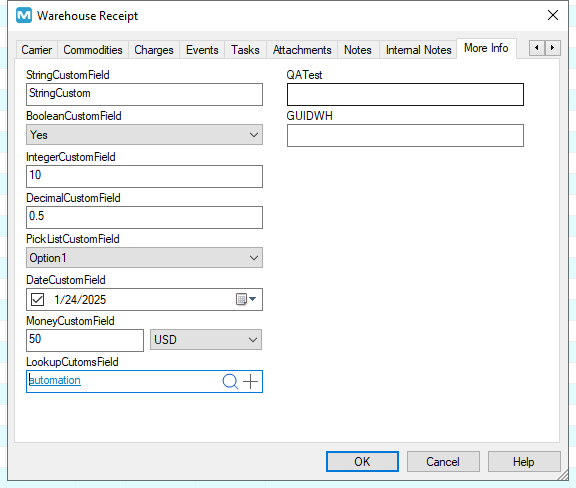 Warehouse Receipt
Carrier Commodities Charges Events Tasks Attachments Notes Internal Notes More Info
StringCustomField
StringCustom
BooleanCustomField
Yes
IntegerCustomField
10
DecimalCustomField
0.5
PickListCustomField
Option1
DateCustomField
1/24/2025
MoneyCustomField
50 USD
LookupCutomsField
automation
QATest
GUIDWH
OK Cancel Help